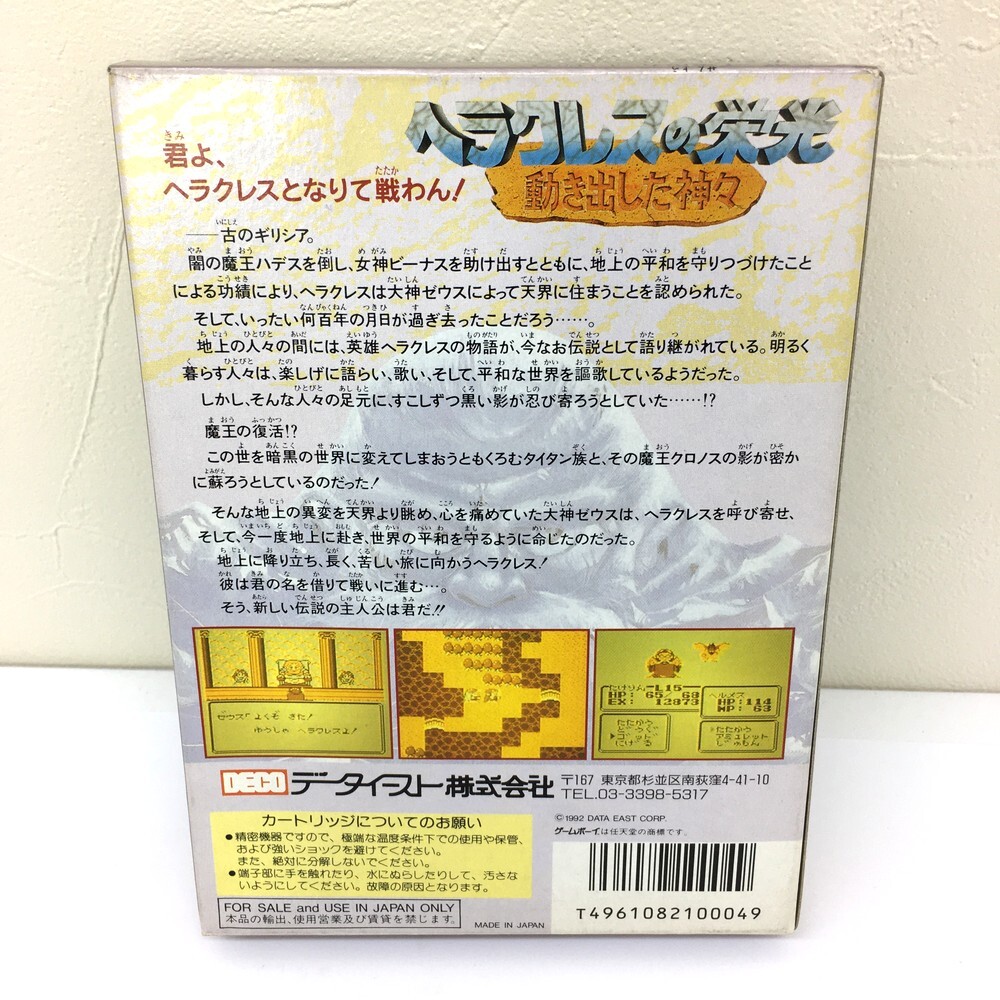 ヘラクレスの栄光
動き出した神々
君よ、
ヘラクレスとなりて戦わん!
――古のギリシア。
闇の魔王ハデスを倒し、女神ビーナスを助け出すとともに、地上の平和を守りつづけたこと
による功績により、ヘラクレスは大神ゼウスによって天界に住まうことを認められた。
そして、いったい何百年の月日が過ぎ去ったことだろう……。
地上の人々の間には、英雄ヘラクレスの物語が、今なお伝説として語り継がれている。明るく
暮らす人々は、楽しげに語らい、歌い、そして、平和な世界を謳歌しているようだった。
しかし、そんな人々の足元に、すこしずつ黒い影が忍び寄ろうとしていた……!?
魔王の復活!?
この世を暗黒の世界に変えてしまおうともくろむタイタン族と、その魔王クロノスの影が密か
に蘇ろうとしているのだった!
そんな地上の異変を天界より眺め、心を痛めていた大神ゼウスは、ヘラクレスを呼び寄せ、
そして、今一度地上に赴き、世界の平和を守るように命じたのだった。
地上に降り立ち、長く、苦しい旅に向かうヘラクレス!
彼は君の名を借りて戦いに進む…。
そう、新しい伝説の主人公は君だ!!
ゼウス「よくぞ きた!
ゆうしゃ ヘラクレスよ!
たけりん L15
HP: 65/ 68
EX: 12873
ヘルメス
HP:114
WP: 63
たたかう
どうぐ
▶ゴッド
にげる
たたかう
アミュレット
じゅもん
DECO データイースト株式会社
〒167 東京都杉並区南荻窪4-41-10
TEL.03-3398-5317
©1992 DATA EAST CORP.
ゲームボーイは任天堂の商標です。
カートリッジについてのお願い
●精密機器ですので、極端な温度条件下での使用や保管、
および強いショックを避けてください。
また、絶対に分解しないでください。
●端子部に手を触れたり、水にぬらしたりして、汚さな
いようにしてください。故障の原因となります。
FOR SALE and USE IN JAPAN ONLY
本品の輸出、使用営業及び賃貸を禁じます。
MADE IN JAPAN
T4961082100049